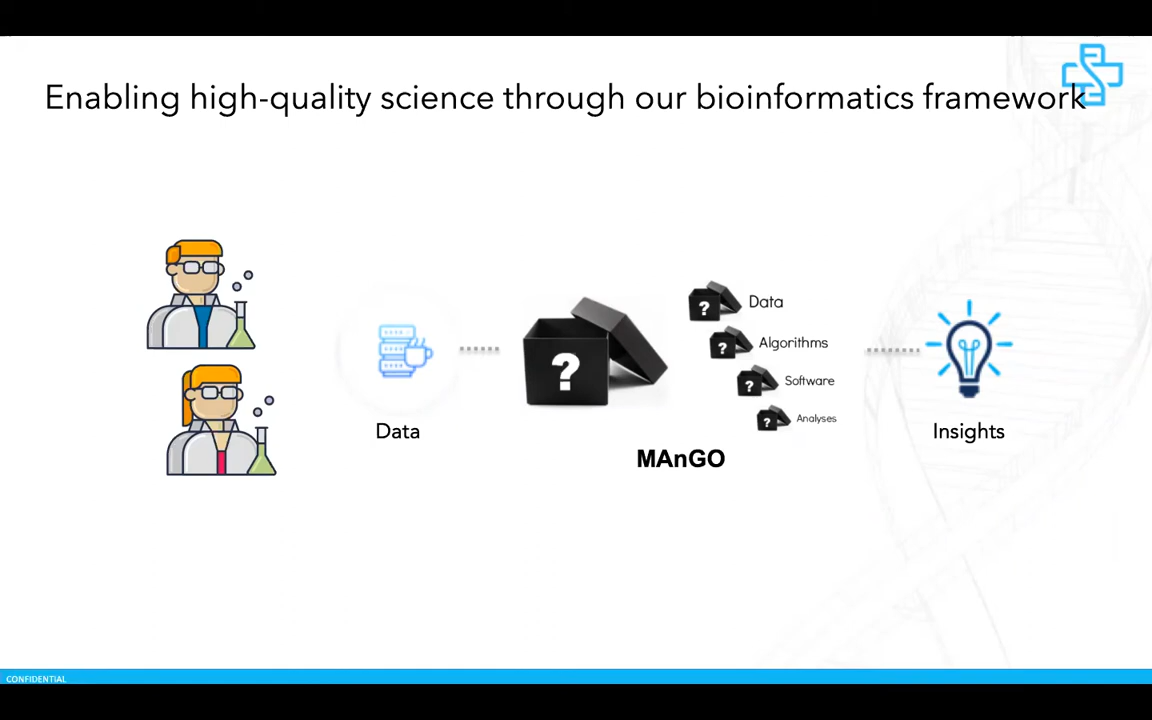 Enabling high-quality science through our bioinformatics framework
? Data
? Algorithms
? Software
? Analyses
?
Data
MAnGO
Insights
CONFIDENTIAL